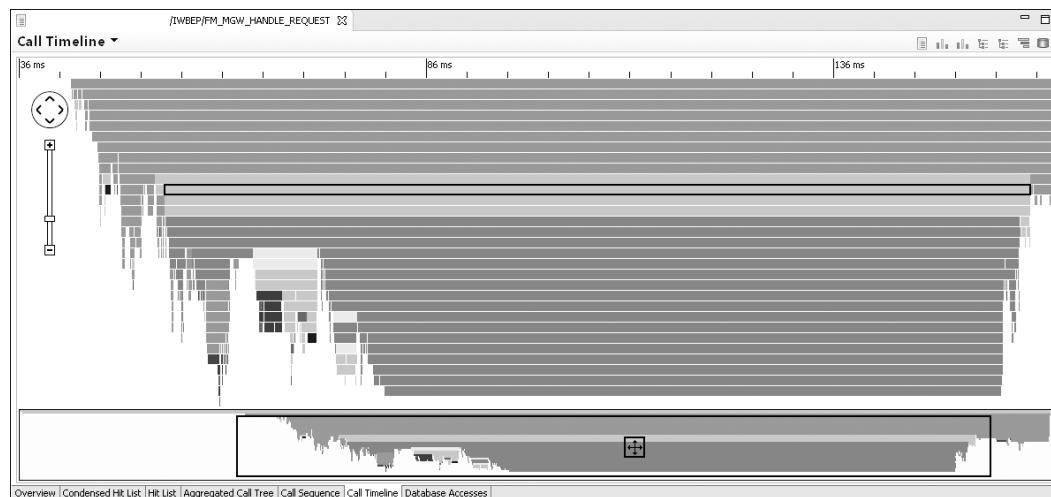 /IWBEP/FM_MGW_HANDLE_REQUEST
Call Timeline
36 ms 86 ms 136 ms
Overview Condensed Hit List Hit List Aggregated Call Tree Call Sequence Call Timeline Database Accesses